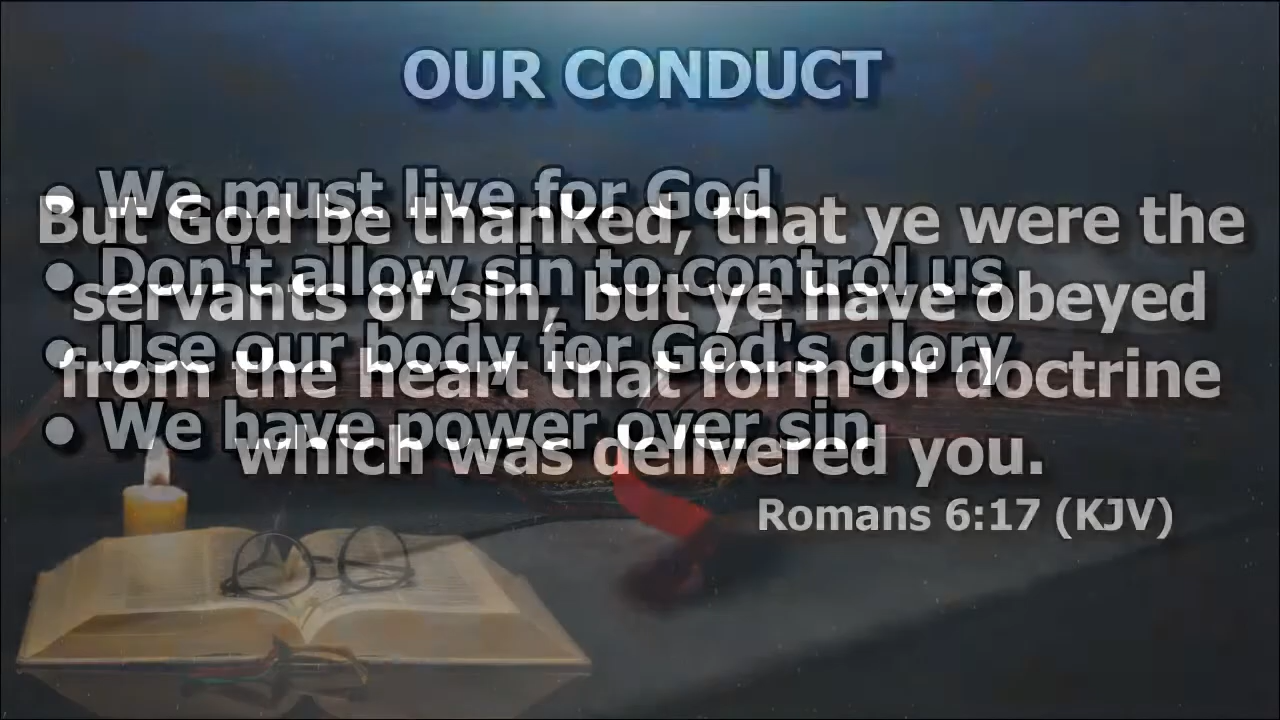 OUR CONDUCT
• We must live for God
• Don't allow sin to control us
• Use our body for God's glory
• We have power over sin
But God be thanked, that ye were the
servants of sin, but ye have obeyed
from the heart that form of doctrine
which was delivered you.
Romans 6:17 (KJV)